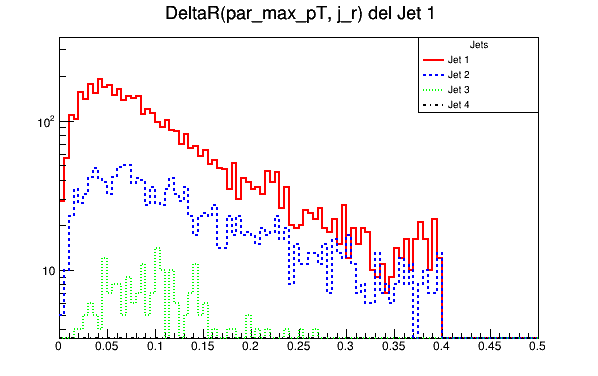 DeltaR(par_max_pT, j_r) del Jet 1
Jets
Jet 1
Jet 2
Jet 3
Jet 4
10²
10
0 0.05 0.1 0.15 0.2 0.25 0.3 0.35 0.4 0.45 0.5